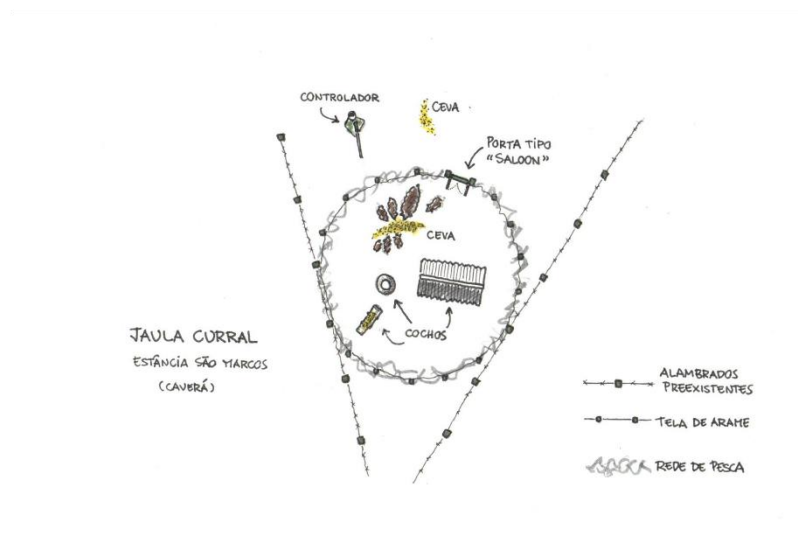 CONTROLADOR
CEVA
PORTA TIPO
"SALOON"
CEVA
COCHOS
JAULA CURRAL
ESTÂNCIA SÃO MARCOS
(CAVERÁ)
ALAMBRADOS
PREEXISTENTES
TELA DE ARAME
REDE DE PESCA